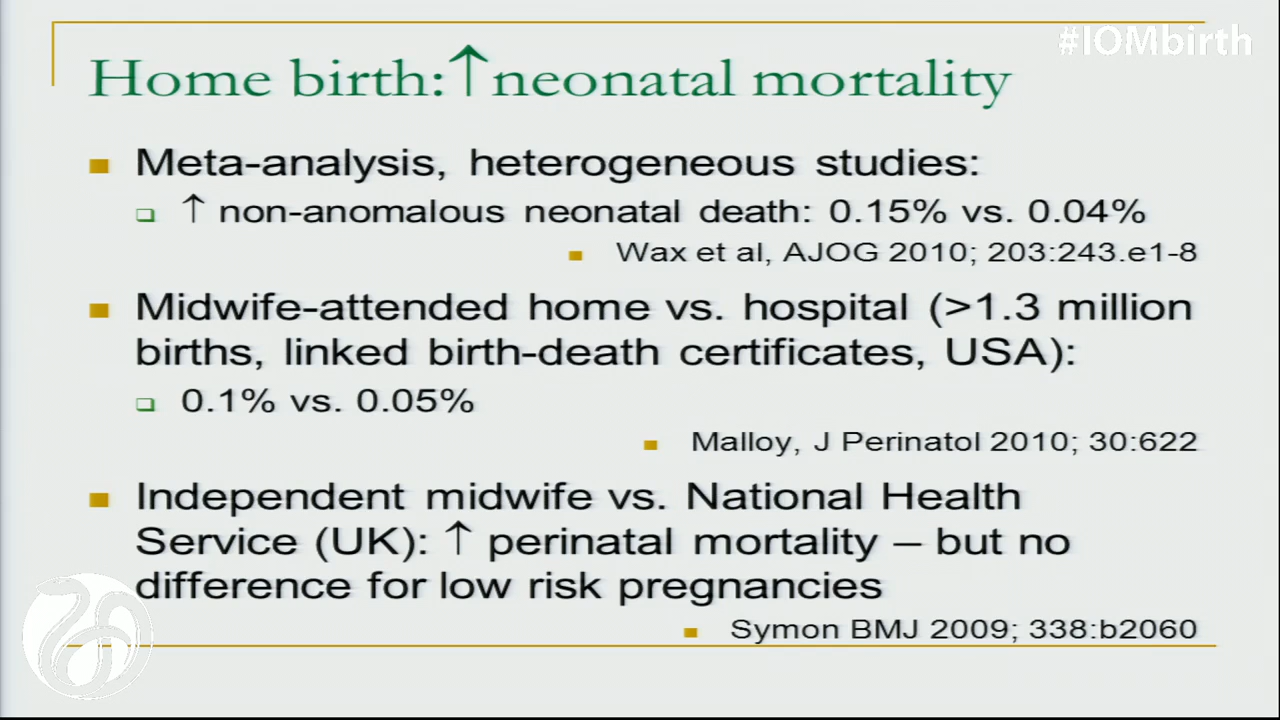 #IOMbirth
Home birth:↑neonatal mortality
Meta-analysis, heterogeneous studies:
↑ non-anomalous neonatal death: 0.15% vs. 0.04%
Wax et al, AJOG 2010; 203:243.e1-8
Midwife-attended home vs. hospital (>1.3 million
births, linked birth-death certificates, USA):
0.1% vs. 0.05%
Malloy, J Perinatol 2010; 30:622
Independent midwife vs. National Health
Service (UK): ↑ perinatal mortality – but no
difference for low risk pregnancies
Symon BMJ 2009; 338:b2060